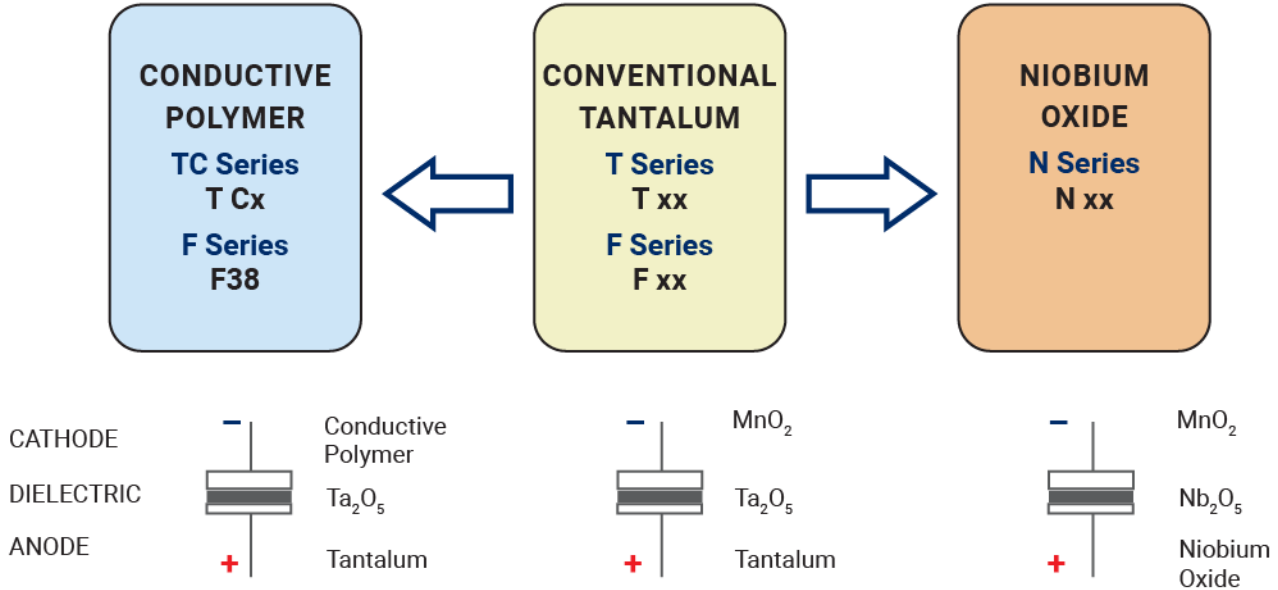 CONDUCTIVE
POLYMER
TC Series
T Cx
F Series
F38
CONVENTIONAL
TANTALUM
T Series
T xx
F Series
F xx
NIOBIUM
OXIDE
N Series
N xx
CATHODE
DIELECTRIC
ANODE
−
Conductive
Polymer
Ta₂O₅
+
Tantalum
−
MnO₂
Ta₂O₅
+
Tantalum
−
MnO₂
Nb₂O₅
+
Niobium
Oxide